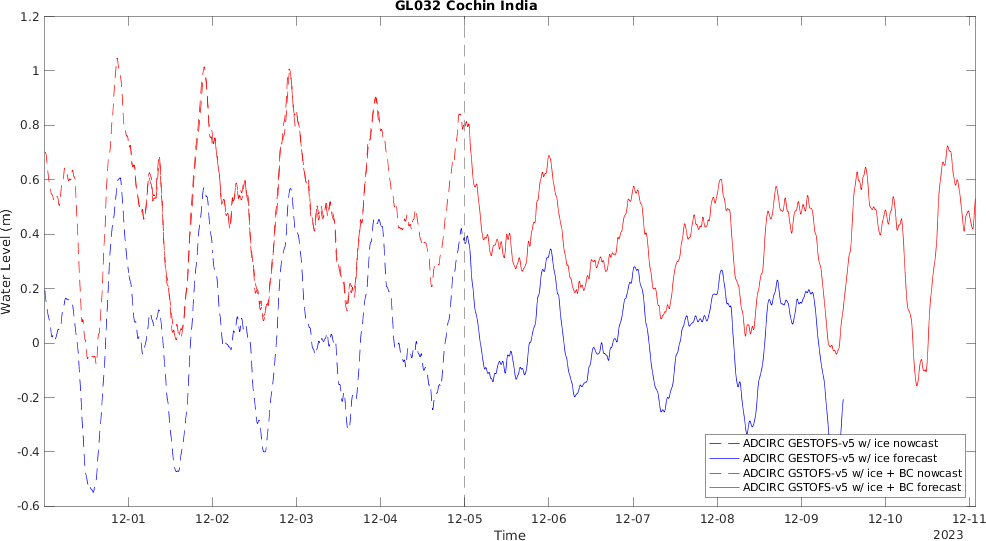 GL032 Cochin India
Water Level (m)
1.2
1
0.8
0.6
0.4
0.2
0
-0.2
-0.4
-0.6
ADCIRC GESTOFS-v5 w/ ice nowcast
ADCIRC GESTOFS-v5 w/ ice forecast
ADCIRC GSTOFS-v5 w/ ice + BC nowcast
ADCIRC GSTOFS-v5 w/ ice + BC forecast
12-01 12-02 12-03 12-04 12-05 12-06 12-07 12-08 12-09 12-10 12-11
Time
2023